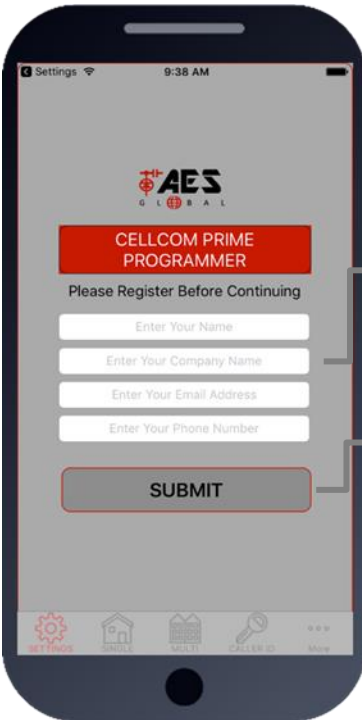 Settings
9:38 AM
AES
GLOBAL
CELLCOM PRIME
PROGRAMMER
Please Register Before Continuing
Enter Your Name
Enter Your Company Name
Enter Your Email Address
Enter Your Phone Number
SUBMIT
SETTINGS SINGLE MULTI CALLER ID More